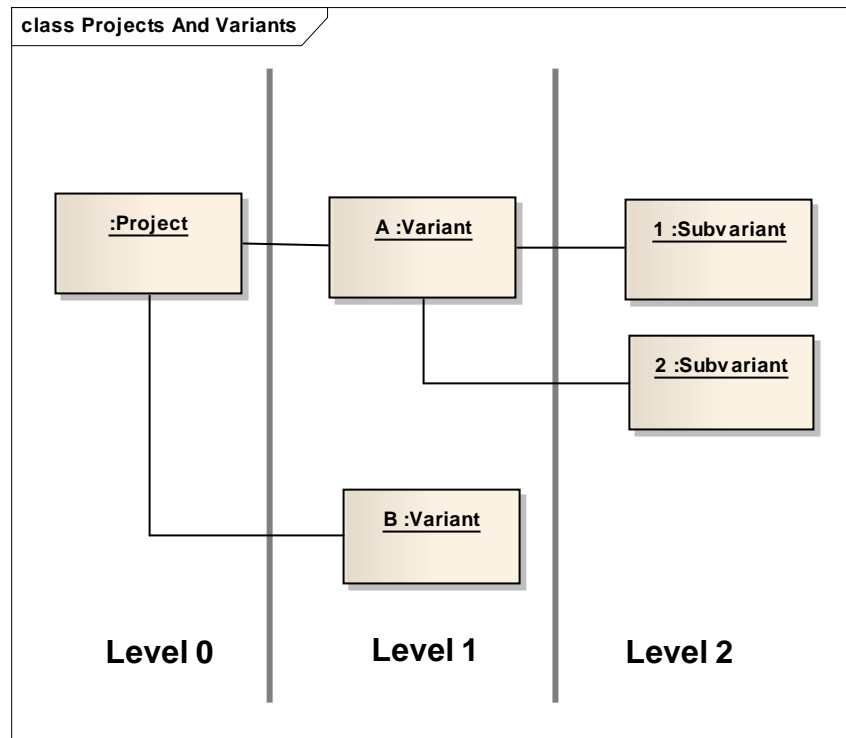 class Projects And Variants
:Project
A :Variant
1 :Subvariant
2 :Subvariant
B :Variant
Level 0
Level 1
Level 2